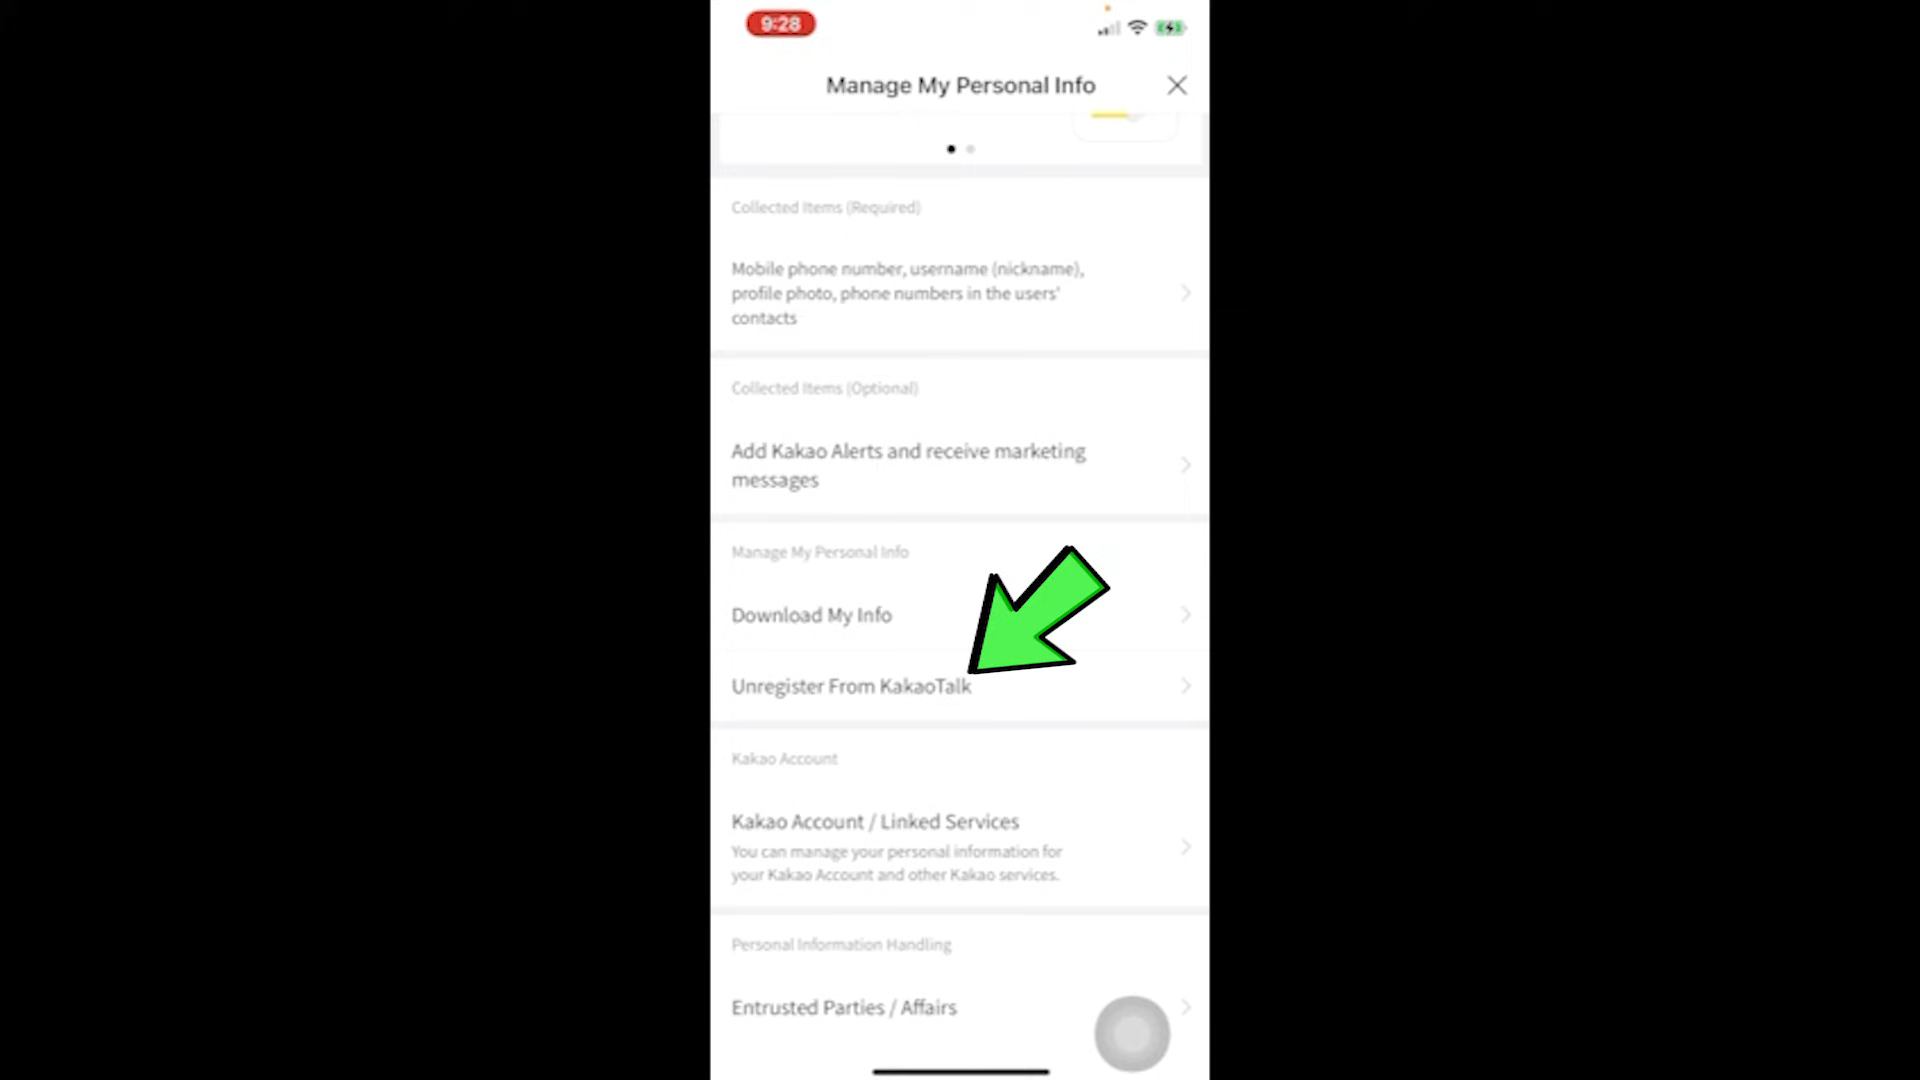 9:28
Manage My Personal Info
Collected Items (Required)
Mobile phone number, username (nickname),
profile photo, phone numbers in the users'
contacts
Collected Items (Optional)
Add Kakao Alerts and receive marketing
messages
Manage My Personal Info
Download My Info
Unregister From KakaoTalk
Kakao Account
Kakao Account / Linked Services
You can manage your personal information for
your Kakao Account and other Kakao services.
Personal Information Handling
Entrusted Parties / Affairs